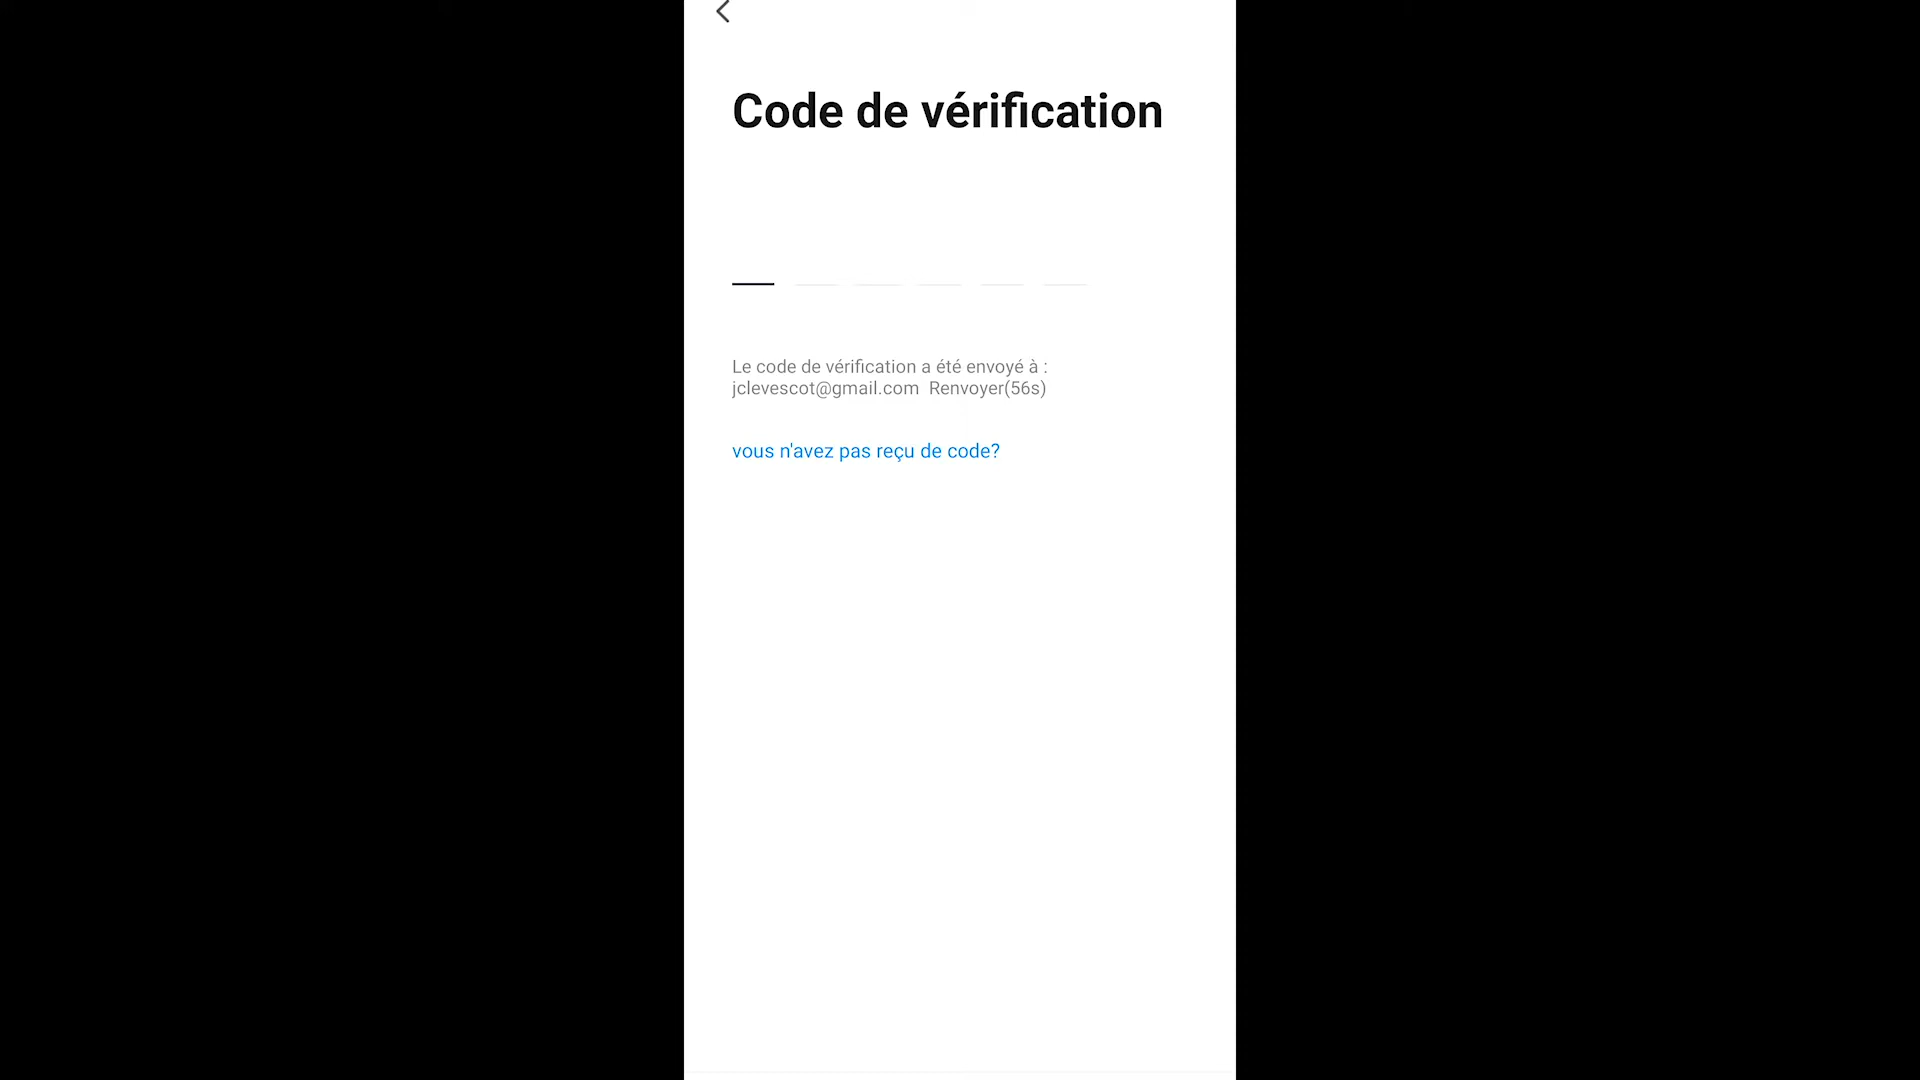 Code de vérification
Le code de vérification a été envoyé à :
jclevescot@gmail.com Renvoyer(56s)
vous n'avez pas reçu de code?